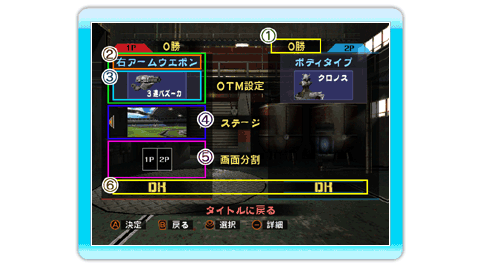 ①
1P 0勝 0勝 2P
② 右アームウエポン ボディタイプ
③ 3連バズーカ OTM設定 クロノス
④ ステージ
1P 2P ⑤ 画面分割
⑥ OK OK
タイトルに戻る
A 決定 B 戻る 選択 － 詳細